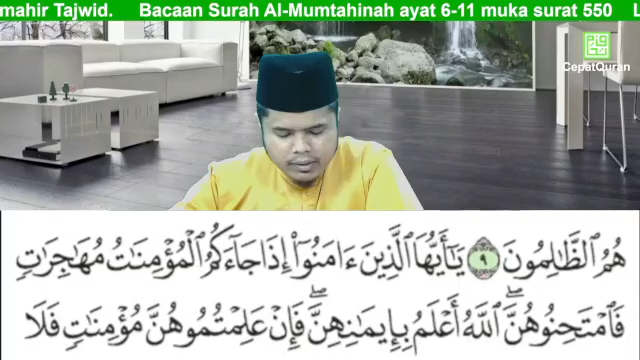 mahir Tajwid. Bacaan Surah Al-Mumtahinah ayat 6-11 muka surat 550 L
CepatQuran
هُمُ ٱلظَّـٰلِمُونَ ٩ يَـٰٓأَيُّهَا ٱلَّذِينَ ءَامَنُوٓا۟ إِذَا جَآءَكُمُ ٱلْمُؤْمِنَـٰتُ مُهَـٰجِرَٰتٍ
فَٱمْتَحِنُوهُنَّ ۖ ٱللَّهُ أَعْلَمُ بِإِيمَـٰنِهِنَّ ۖ فَإِنْ عَلِمْتُمُوهُنَّ مُؤْمِنَـٰتٍ فَلَا